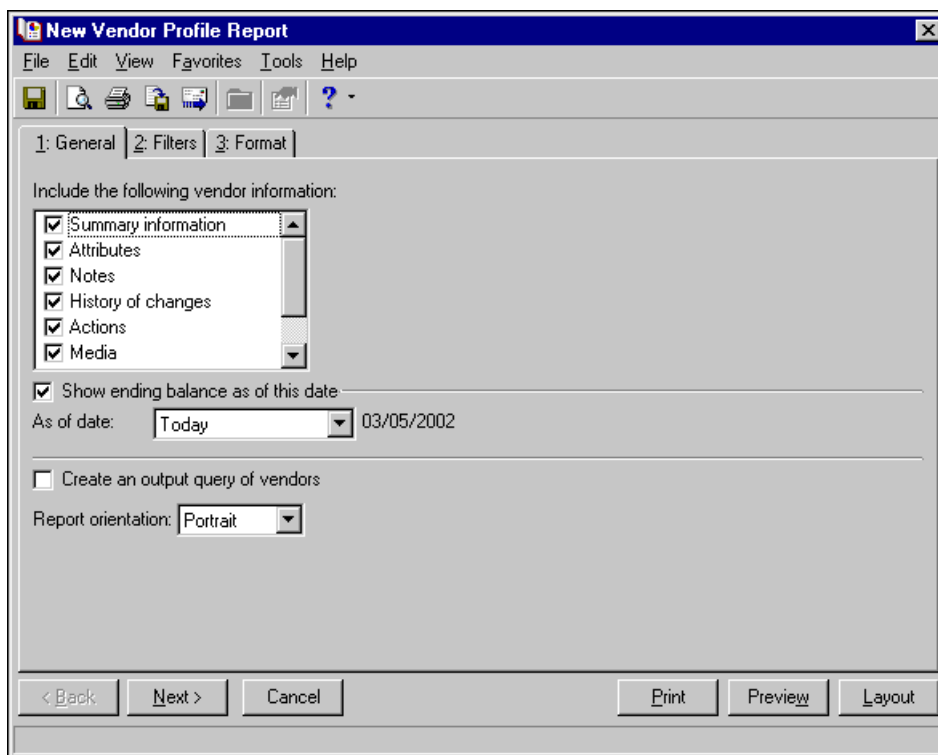 New Vendor Profile Report
File Edit View Favorites Tools Help
1: General 2: Filters 3: Format
Include the following vendor information:
Summary information
Attributes
Notes
History of changes
Actions
Media
Show ending balance as of this date
As of date: Today 03/05/2002
Create an output query of vendors
Report orientation: Portrait
< Back Next > Cancel Print Preview Layout